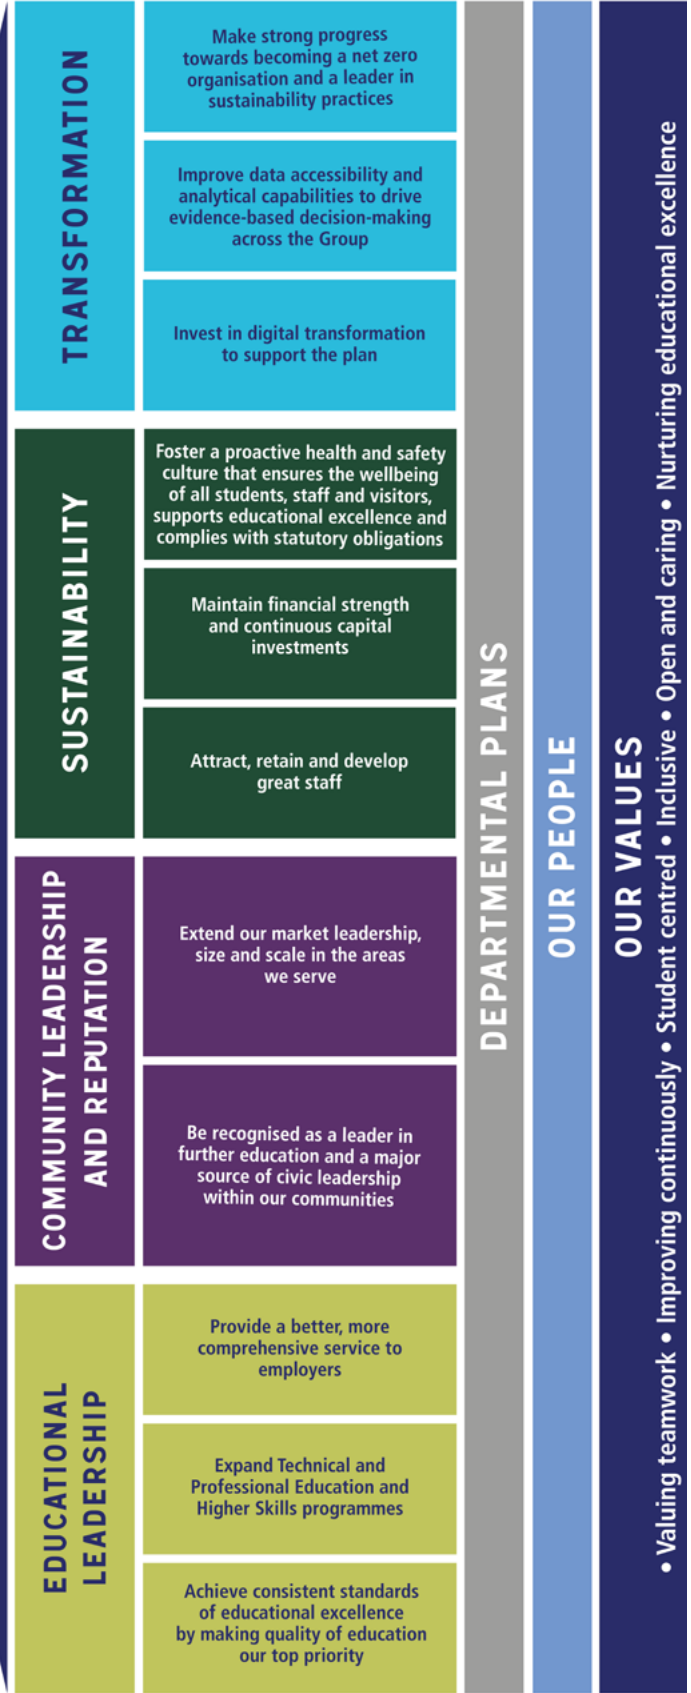 TRANSFORMATION
Make strong progress
towards becoming a net zero
organisation and a leader in
sustainability practices
Improve data accessibility and
analytical capabilities to drive
evidence-based decision-making
across the Group
Invest in digital transformation
to support the plan
SUSTAINABILITY
Foster a proactive health and safety
culture that ensures the wellbeing
of all students, staff and visitors,
supports educational excellence and
complies with statutory obligations
Maintain financial strength
and continuous capital
investments
Attract, retain and develop
great staff
COMMUNITY LEADERSHIP
AND REPUTATION
Extend our market leadership,
size and scale in the areas
we serve
Be recognised as a leader in
further education and a major
source of civic leadership
within our communities
EDUCATIONAL
LEADERSHIP
Provide a better, more
comprehensive service to
employers
Expand Technical and
Professional Education and
Higher Skills programmes
Achieve consistent standards
of educational excellence
by making quality of education
our top priority
DEPARTMENTAL PLANS
OUR PEOPLE
OUR VALUES
• Valuing teamwork • Improving continuously • Student centred • Inclusive • Open and caring • Nurturing educational excellence